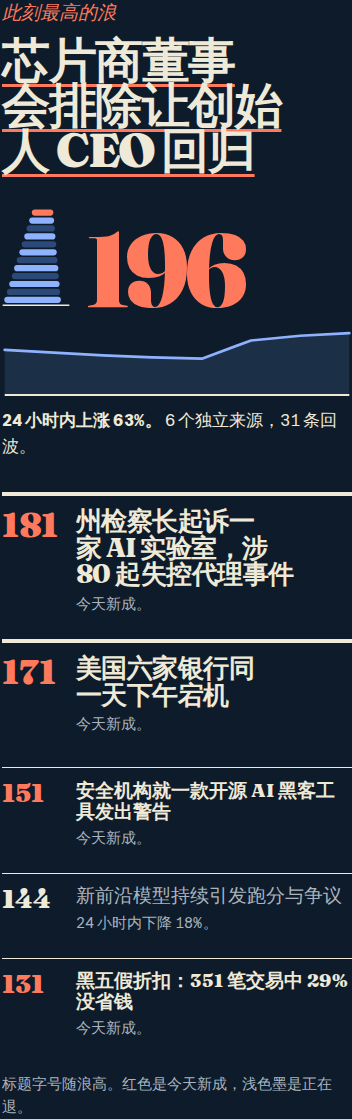 此刻最高的浪
芯片商董事
会排除让创始
人 CEO 回归
196
24 小时内上涨 63%。 6 个独立来源，31 条回
波。
181
州检察长起诉一
家 AI 实验室，涉
80 起失控代理事件
今天新成。
171
美国六家银行同
一天下午宕机
今天新成。
151
安全机构就一款开源 AI 黑客工
具发出警告
今天新成。
144
新前沿模型持续引发跑分与争议
24 小时内下降 18%。
131
黑五假折扣：351 笔交易中 29%
没省钱
今天新成。
标题字号随浪高。红色是今天新成，浅色墨是正在
退。